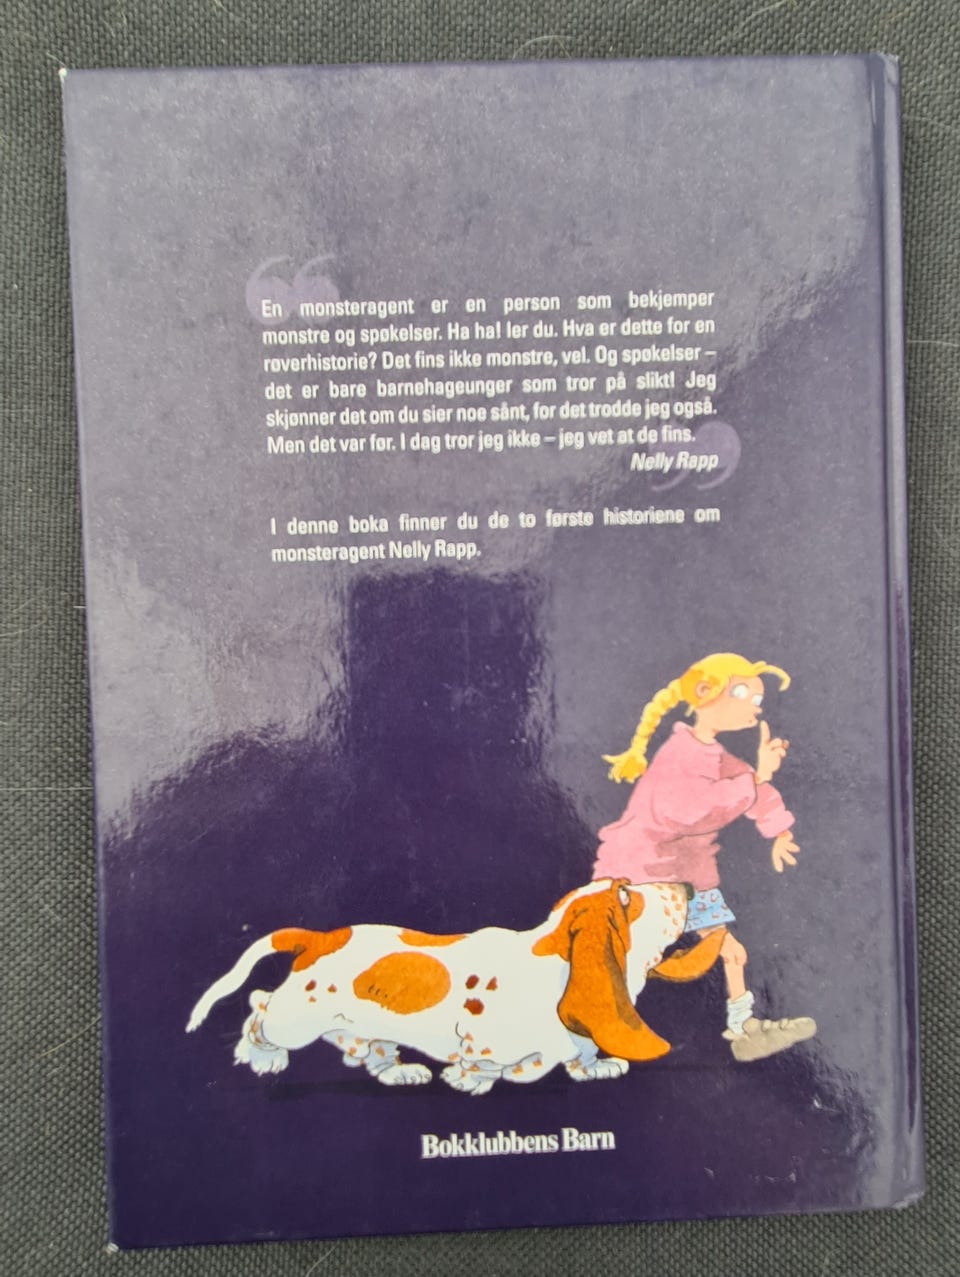 “
En monsteragent er en person som bekjemper
monstre og spøkelser. Ha ha! ler du. Hva er dette for en
røverhistorie? Det fins ikke monstre, vel. Og spøkelser –
det er bare barnehageunger som tror på slikt! Jeg
skjønner det om du sier noe sånt, for det trodde jeg også.
Men det var før. I dag tror jeg ikke – jeg vet at de fins.
Nelly Rapp
”
I denne boka finner du de to første historiene om
monsteragent Nelly Rapp.
Bokklubbens Barn